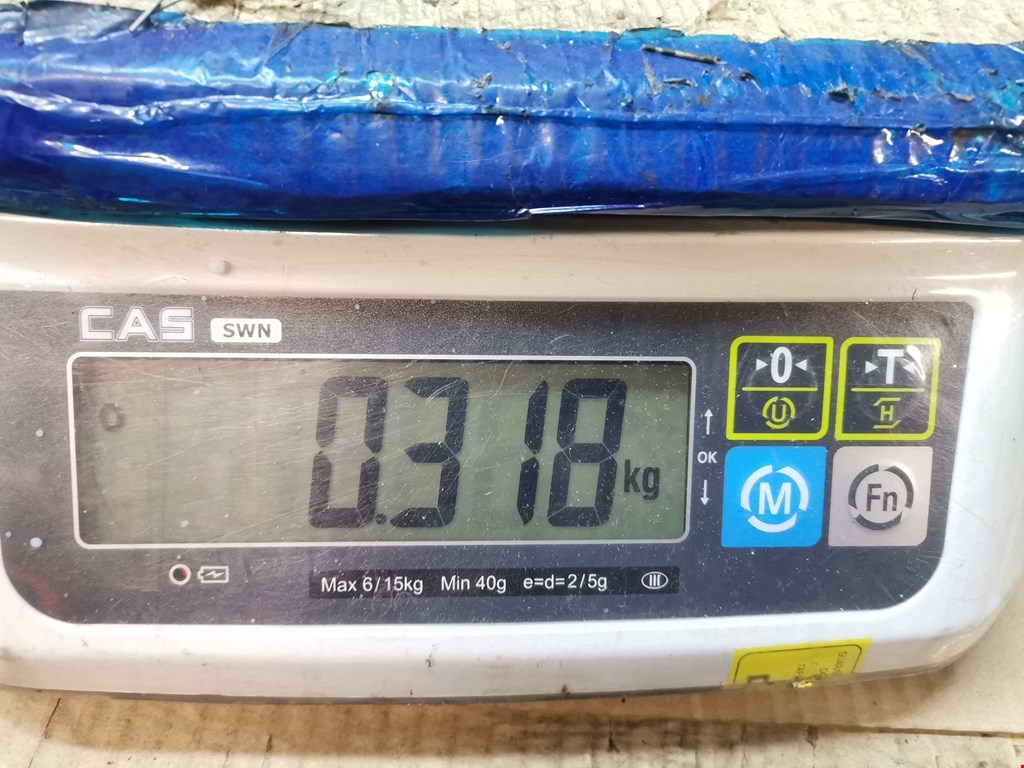 CAS SWN
▸0◂ ▸T◂
U H
0.318 kg
↑
OK
↓
M Fn
Max 6/15kg Min 40g e=d=2/5g III